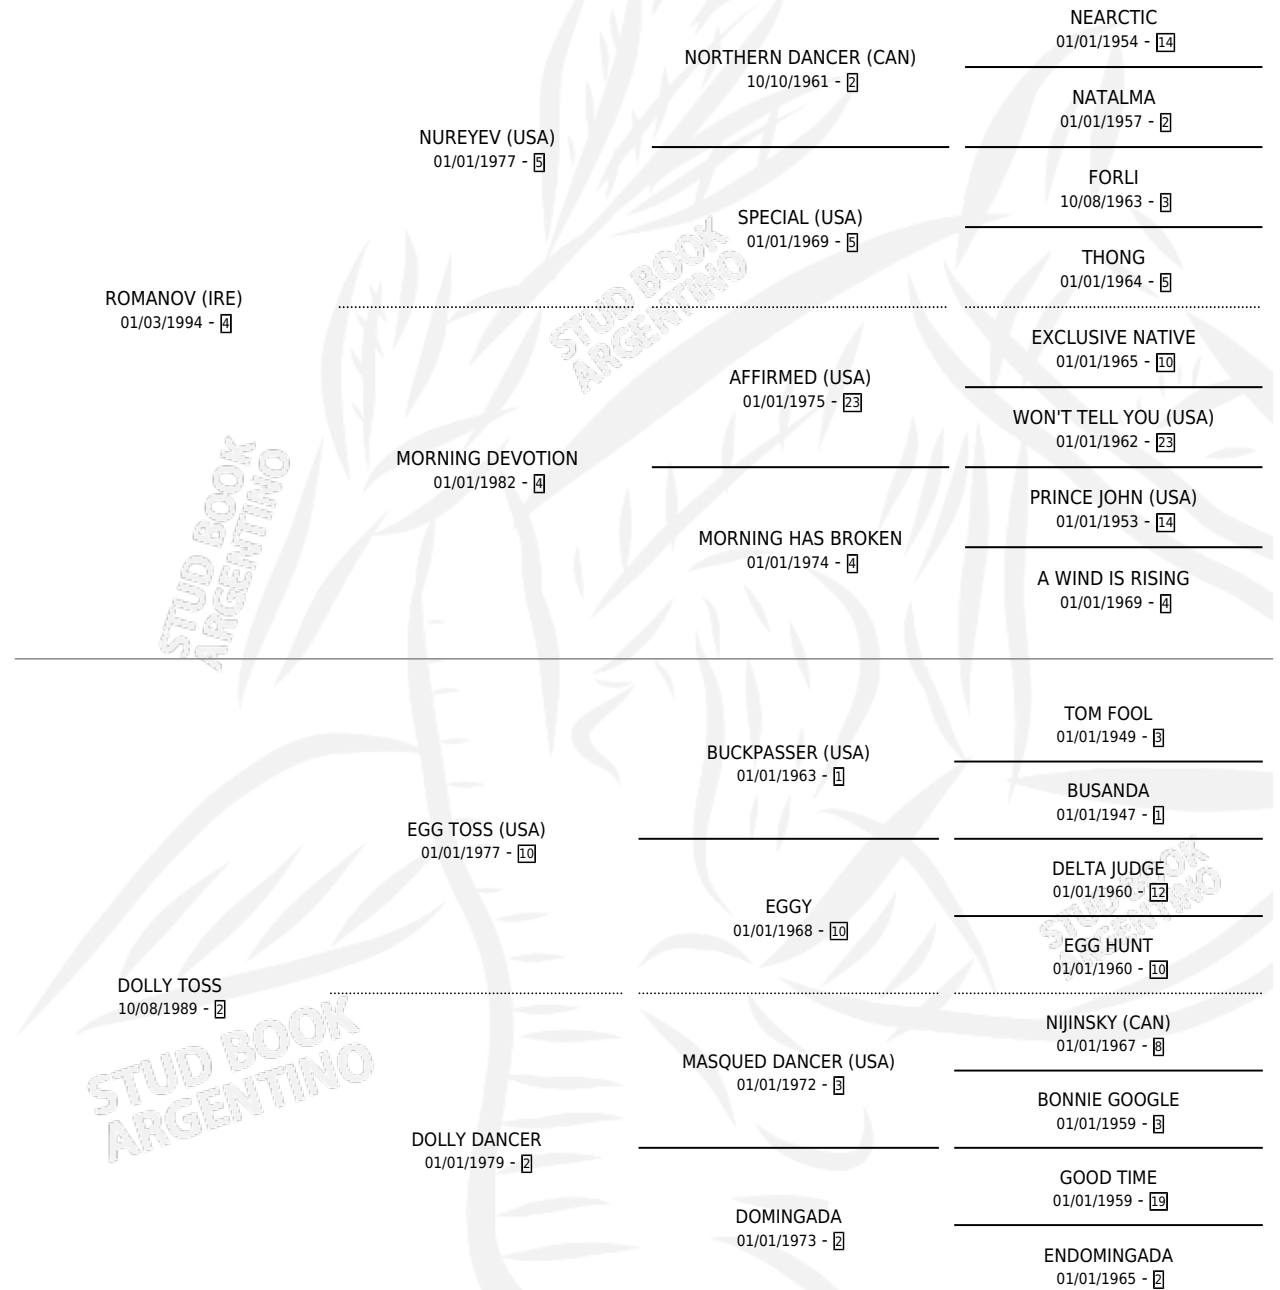 NEARCTIC
01/01/1954 - 14
NORTHERN DANCER (CAN)
10/10/1961 - 2
NATALMA
01/01/1957 - 2
NUREYEV (USA)
01/01/1977 - 5
FORLI
10/08/1963 - 3
SPECIAL (USA)
01/01/1969 - 5
THONG
01/01/1964 - 5
ROMANOV (IRE)
01/03/1994 - 4
EXCLUSIVE NATIVE
01/01/1965 - 10
AFFIRMED (USA)
01/01/1975 - 23
WON'T TELL YOU (USA)
01/01/1962 - 23
MORNING DEVOTION
01/01/1982 - 4
PRINCE JOHN (USA)
01/01/1953 - 14
MORNING HAS BROKEN
01/01/1974 - 4
A WIND IS RISING
01/01/1969 - 4
TOM FOOL
01/01/1949 - 3
BUCKPASSER (USA)
01/01/1963 - 1
BUSANDA
01/01/1947 - 1
EGG TOSS (USA)
01/01/1977 - 10
DELTA JUDGE
01/01/1960 - 12
EGGY
01/01/1968 - 10
EGG HUNT
01/01/1960 - 10
DOLLY TOSS
10/08/1989 - 2
NIJINSKY (CAN)
01/01/1967 - 8
MASQUED DANCER (USA)
01/01/1972 - 3
BONNIE GOOGLE
01/01/1959 - 3
DOLLY DANCER
01/01/1979 - 2
GOOD TIME
01/01/1959 - 19
DOMINGADA
01/01/1973 - 2
ENDOMINGADA
01/01/1965 - 2
STUD BOOK
ARGENTINO
STUD BOOK
ARGENTINO
STUD BOOK
ARGENTINO
STUD BOOK
ARGENTINO